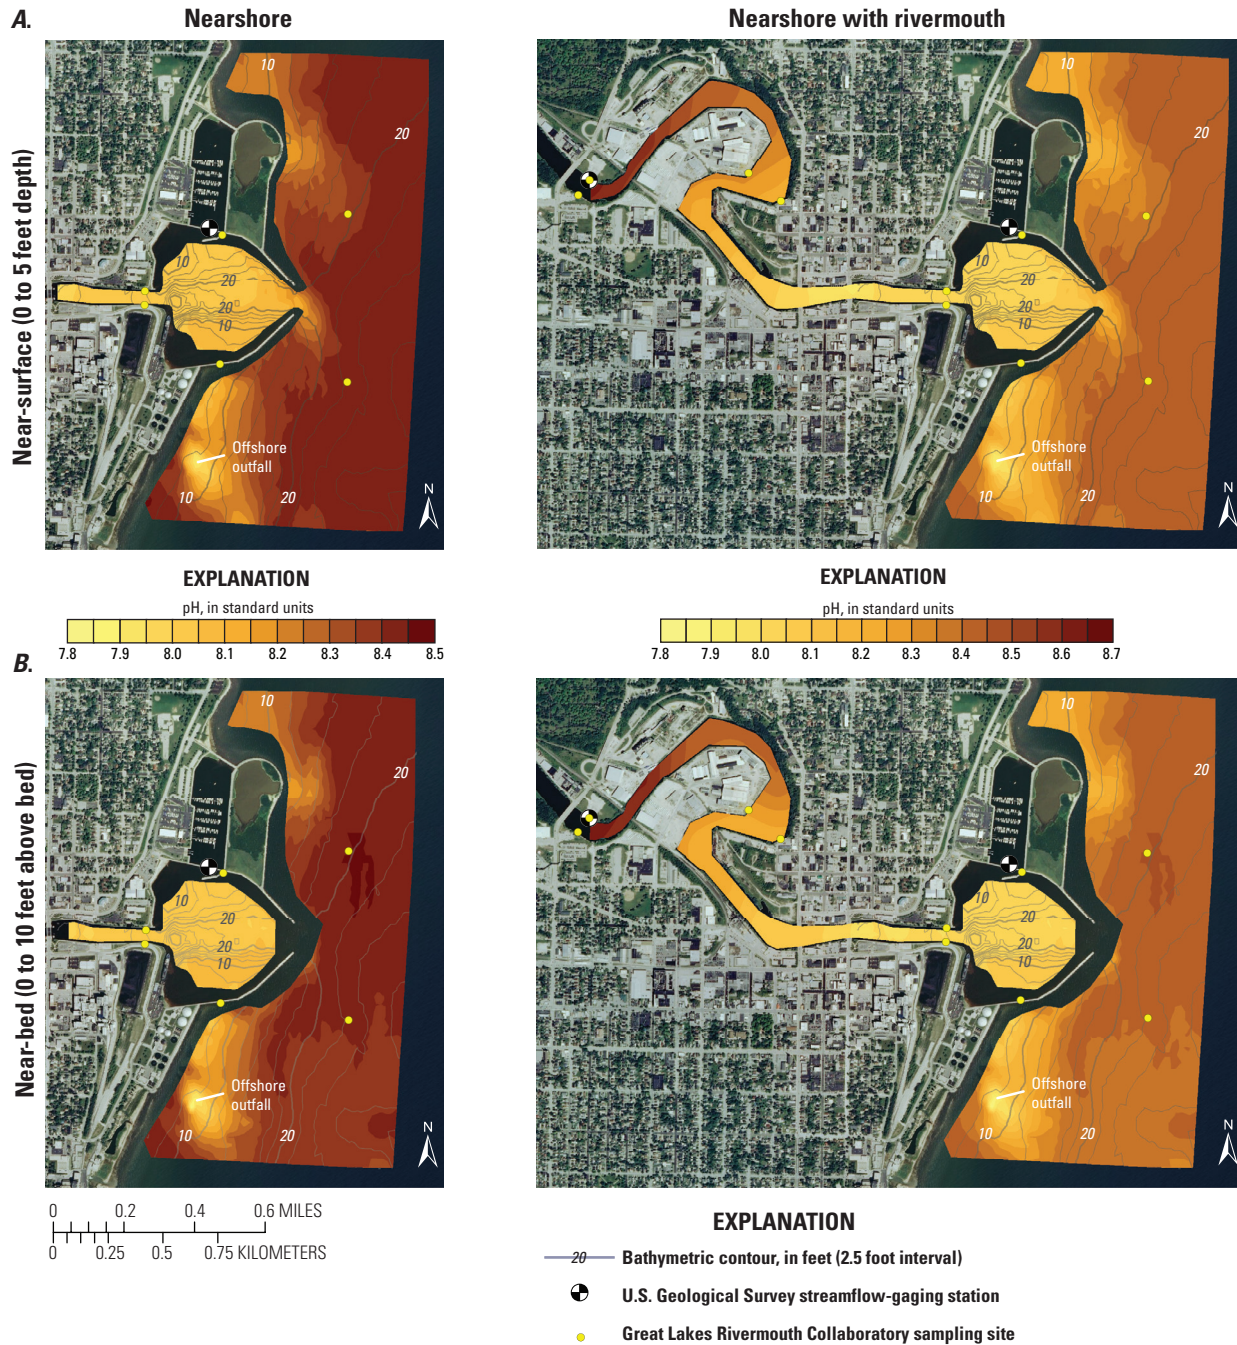 A.
Nearshore
Nearshore with rivermouth
Near-surface (0 to 5 feet depth)
10
20
10
20
20
10
Offshore
outfall
10
20
N
10
20
10
20
20
10
Offshore
outfall
10
20
N
EXPLANATION
pH, in standard units
7.8 7.9 8.0 8.1 8.2 8.3 8.4 8.5
EXPLANATION
pH, in standard units
7.8 7.9 8.0 8.1 8.2 8.3 8.4 8.5 8.6 8.7
B.
Near-bed (0 to 10 feet above bed)
10
20
10
20
20
10
Offshore
outfall
10
20
N
10
20
10
20
20
10
Offshore
outfall
10
20
N
0 0.2 0.4 0.6 MILES
0 0.25 0.5 0.75 KILOMETERS
EXPLANATION
20 Bathymetric contour, in feet (2.5 foot interval)
U.S. Geological Survey streamflow-gaging station
Great Lakes Rivermouth Collaboratory sampling site